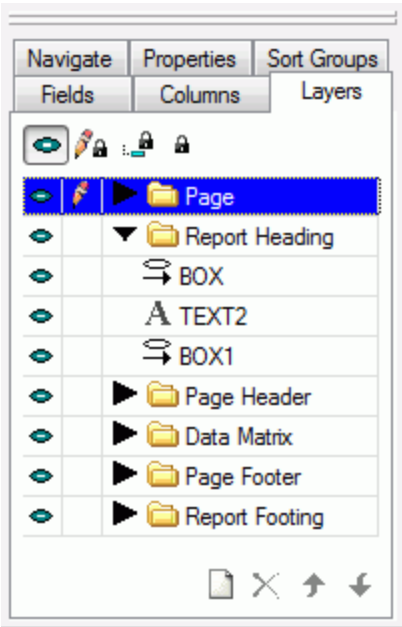 Navigate Properties Sort Groups
Fields Columns Layers
Page
Report Heading
BOX
A TEXT2
BOX1
Page Header
Data Matrix
Page Footer
Report Footing